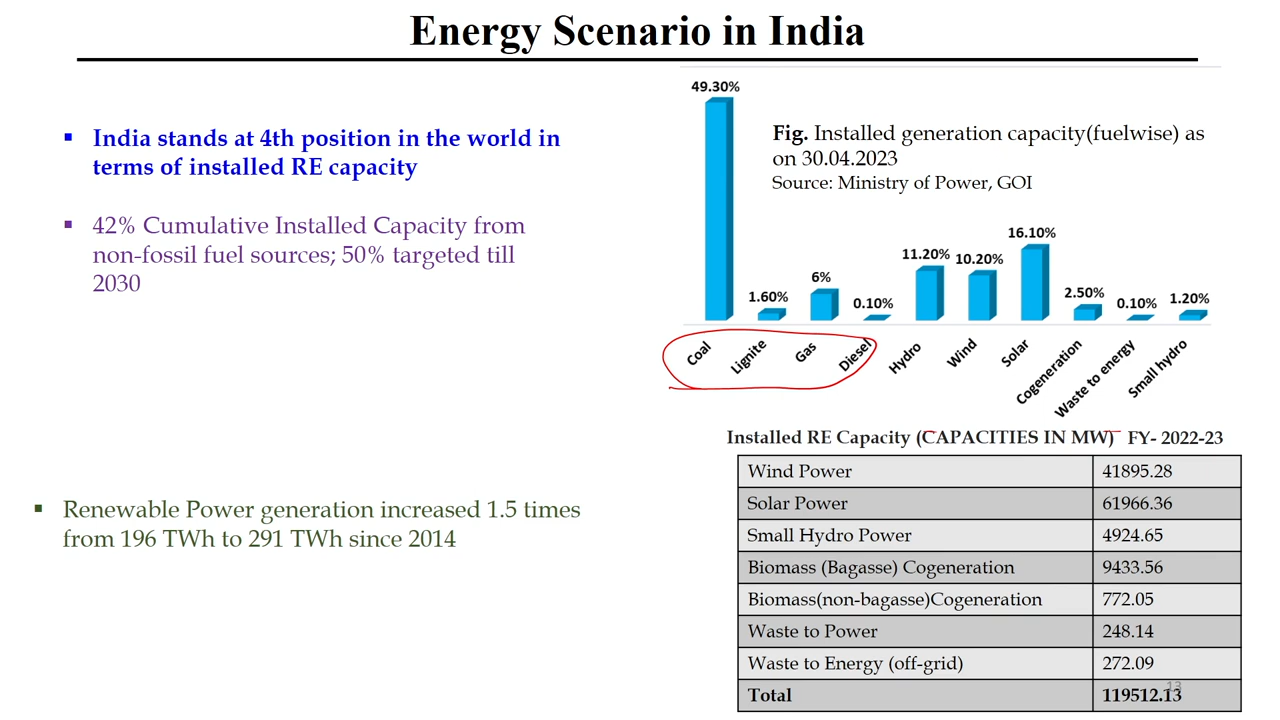 Energy Scenario in India
▪ India stands at 4th position in the world in
terms of installed RE capacity
▪ 42% Cumulative Installed Capacity from
non-fossil fuel sources; 50% targeted till
2030
▪ Renewable Power generation increased 1.5 times
from 196 TWh to 291 TWh since 2014
Fig. Installed generation capacity(fuelwise) as
on 30.04.2023
Source: Ministry of Power, GOI
49.30%
1.60%
6%
0.10%
11.20%
10.20%
16.10%
2.50%
0.10%
1.20%
Coal
Lignite
Gas
Diesel
Hydro
Wind
Solar
Cogeneration
Waste to energy
Small hydro
Installed RE Capacity (CAPACITIES IN MW) FY- 2022-23
Wind Power 41895.28
Solar Power 61966.36
Small Hydro Power 4924.65
Biomass (Bagasse) Cogeneration 9433.56
Biomass(non-bagasse)Cogeneration 772.05
Waste to Power 248.14
Waste to Energy (off-grid) 272.09
Total 119512.13
13